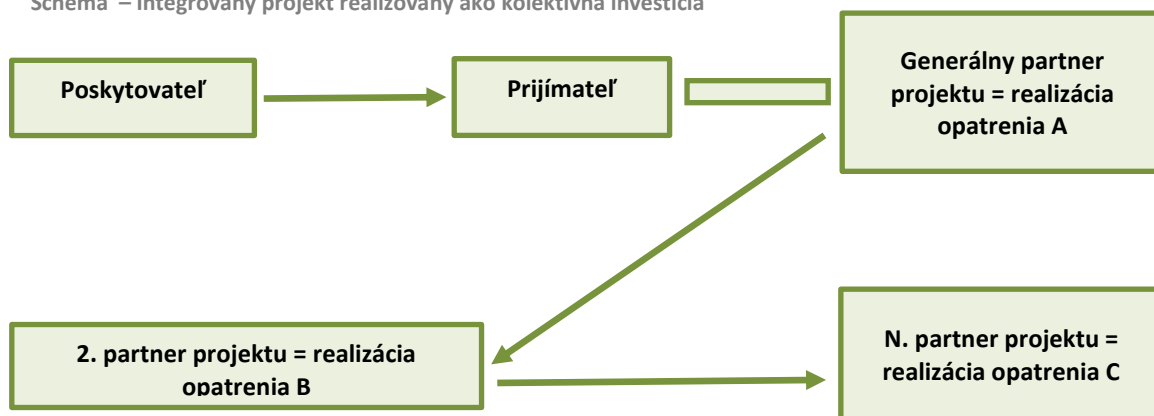 Schéma – Integrovaný projekt realizovaný ako kolektívna investícia
Poskytovateľ
Prijímateľ
Generálny partner
projektu = realizácia
opatrenia A
2. partner projektu = realizácia
opatrenia B
N. partner projektu =
realizácia opatrenia C